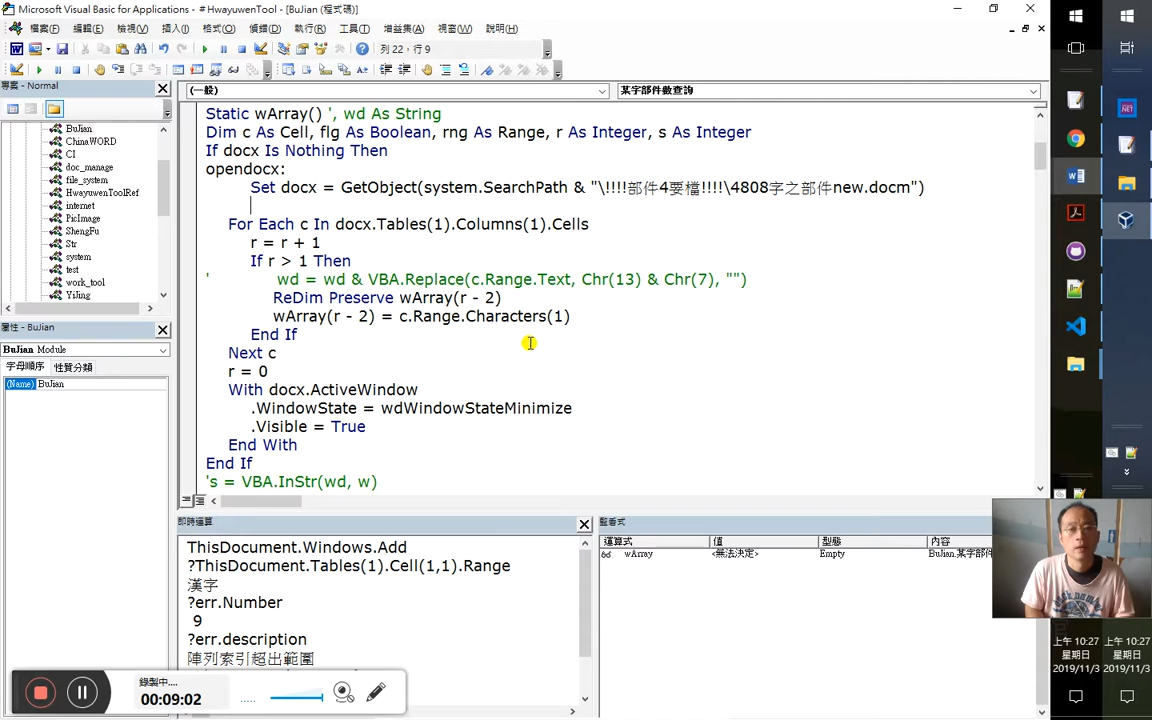 Microsoft Visual Basic for Applications - #HwayuwenTool - [BuJian (程式碼)]
檔案(F) 編輯(E) 檢視(V) 插入(I) 格式(O) 偵錯(D) 執行(R) 工具(T) 增益集(A) 視窗(W) 說明(H)
列 22，行 9
專案 - Normal
(一般)
某字部件數查詢
BuJian
ChinaWORD
CI
doc_manage
file_system
HwayuwenToolRef
internet
PicImage
ShengFu
Str
system
test
work_tool
YiJing
屬性 - BuJian
BuJian Module
字母順序 性質分類
(Name) BuJian
Static wArray() ', wd As String
Dim c As Cell, flg As Boolean, rng As Range, r As Integer, s As Integer
If docx Is Nothing Then
opendocx:
Set docx = GetObject(system.SearchPath & "\!!!!部件4要檔!!!!\4808字之部件new.docm")
For Each c In docx.Tables(1).Columns(1).Cells
r = r + 1
If r > 1 Then
' wd = wd & VBA.Replace(c.Range.Text, Chr(13) & Chr(7), "")
ReDim Preserve wArray(r - 2)
wArray(r - 2) = c.Range.Characters(1)
End If
Next c
r = 0
With docx.ActiveWindow
.WindowState = wdWindowStateMinimize
.Visible = True
End With
End If
's = VBA.InStr(wd, w)
即時運算
ThisDocument.Windows.Add
?ThisDocument.Tables(1).Cell(1,1).Range
漢字
?err.Number
9
?err.description
陣列索引超出範圍
監看式
運算式 值 型態 內容
wArray <無法決定> Empty BuJian.某字部件
錄製中....
00:09:02
上午 10:27 上午 10:27
星期日 星期日
2019/11/3 2019/11/3